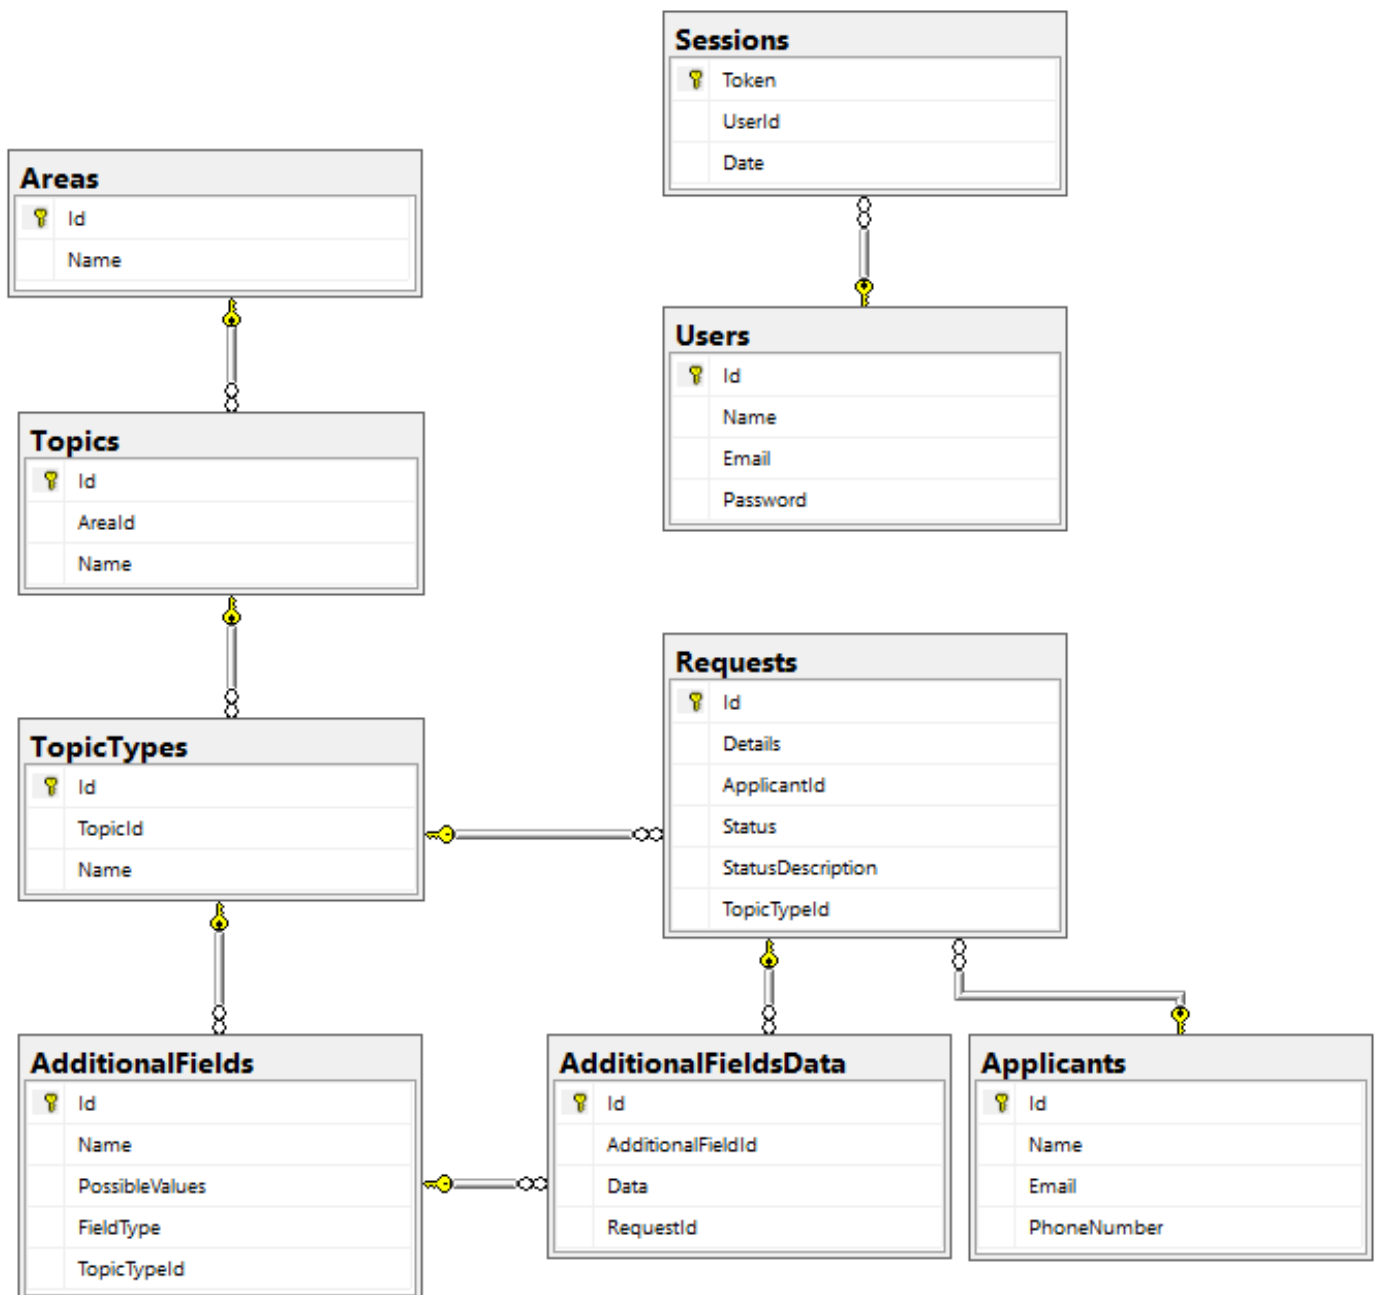 Sessions
Token
UserId
Date
Areas
Id
Name
Users
Id
Name
Email
Password
Topics
Id
AreaId
Name
Requests
Id
Details
ApplicantId
Status
StatusDescription
TopicTypeId
TopicTypes
Id
TopicId
Name
AdditionalFields
Id
Name
PossibleValues
FieldType
TopicTypeId
AdditionalFieldsData
Id
AdditionalFieldId
Data
RequestId
Applicants
Id
Name
Email
PhoneNumber